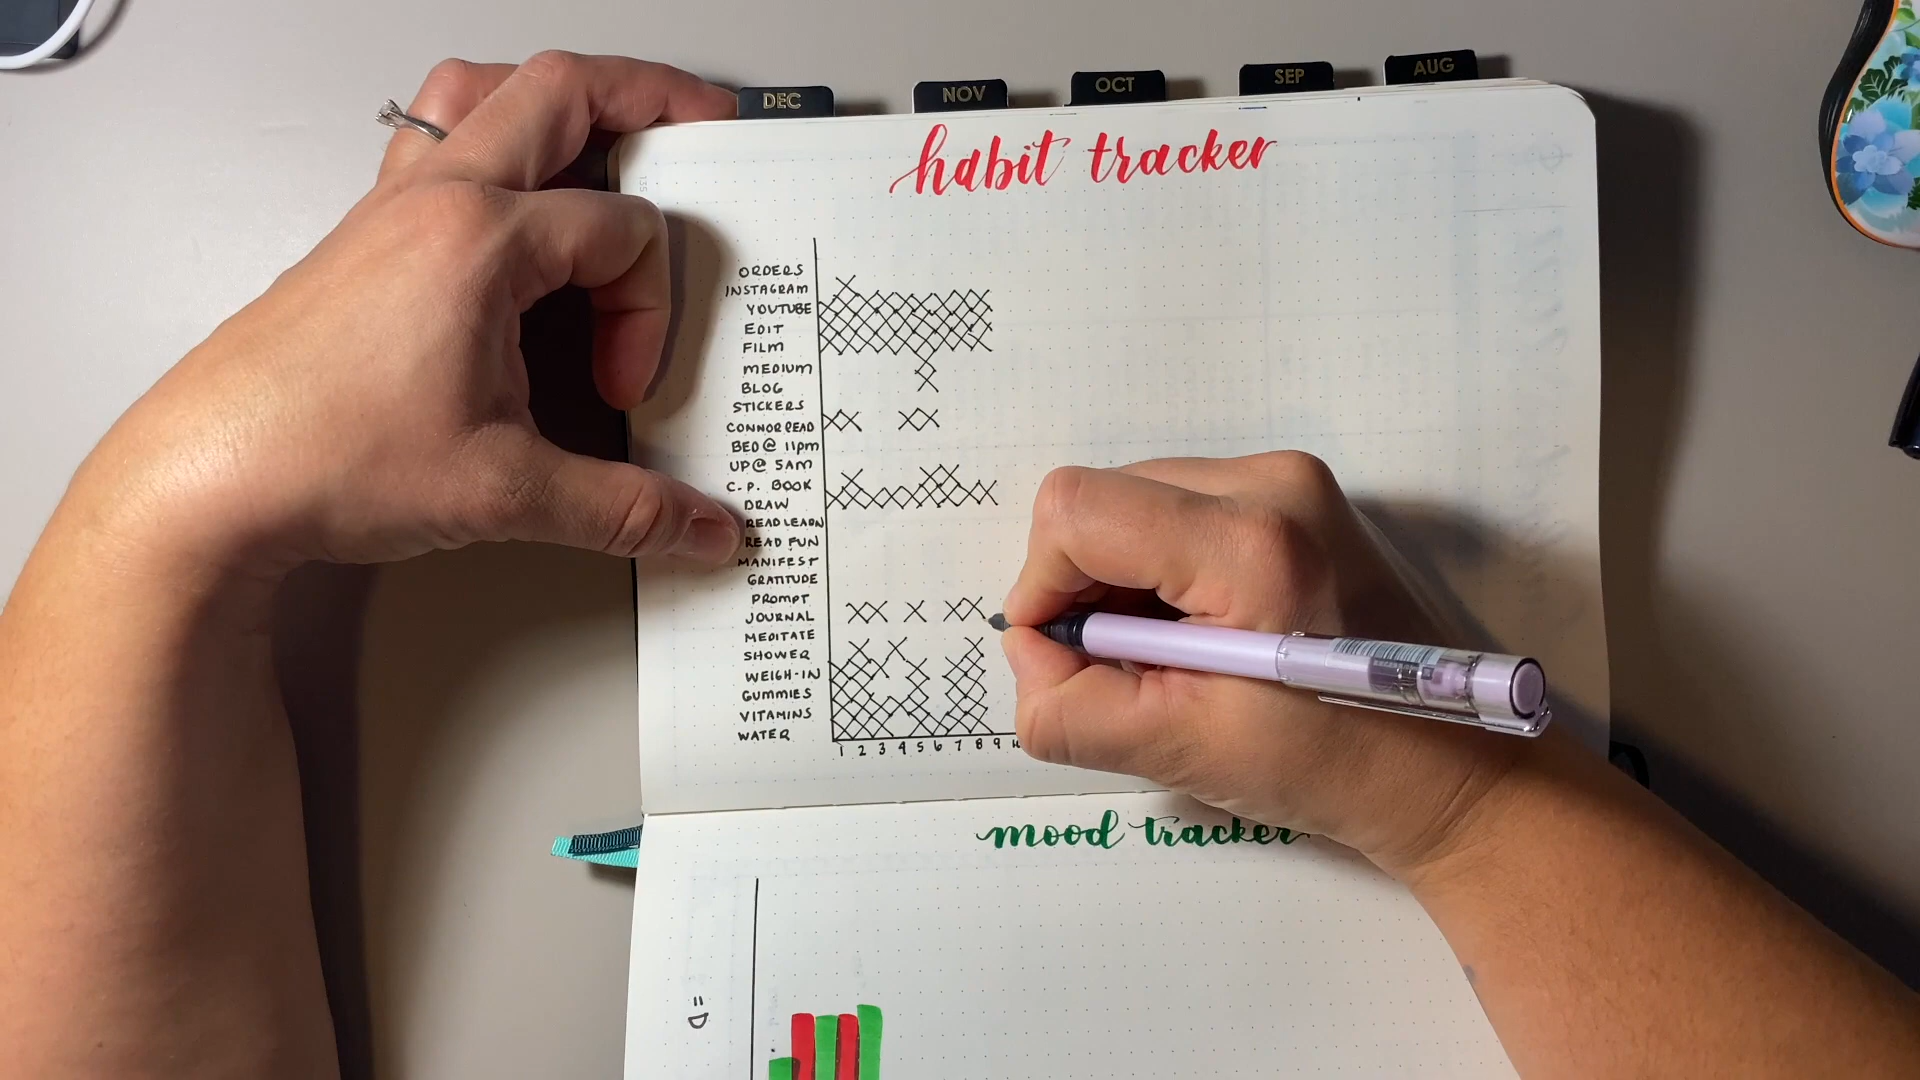 DEC NOV OCT SEP AUG
habit tracker
ORDERS
INSTAGRAM
YOUTUBE
EDIT
FILM
MEDIUM
BLOG
STICKERS
CONNOR READ
BED @ 11pm
UP @ 5AM
C.P. BOOK
DRAW
READ LEARN
READ FUN
MANIFEST
GRATITUDE
PROMPT
JOURNAL
MEDITATE
SHOWER
WEIGH-IN
GUMMIES
VITAMINS
WATER
1 2 3 4 5 6 7 8 9
mood tracker
=D
135